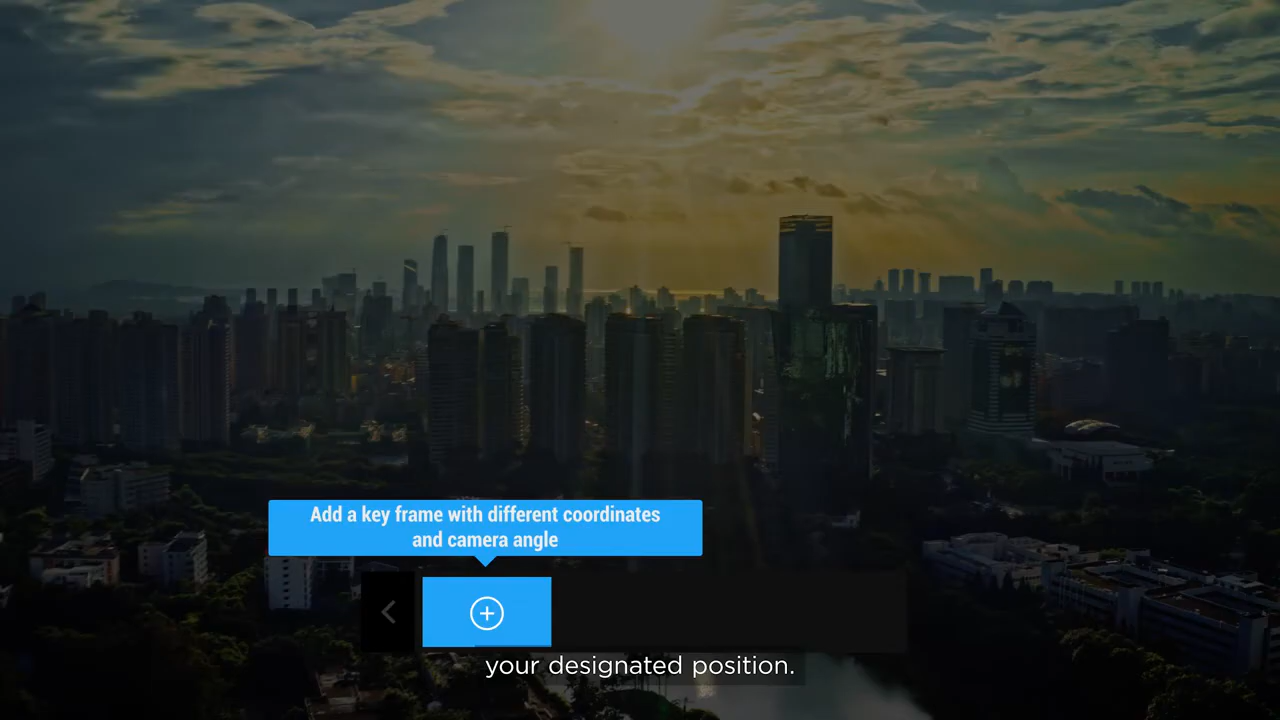 Add a key frame with different coordinates
and camera angle
your designated position.